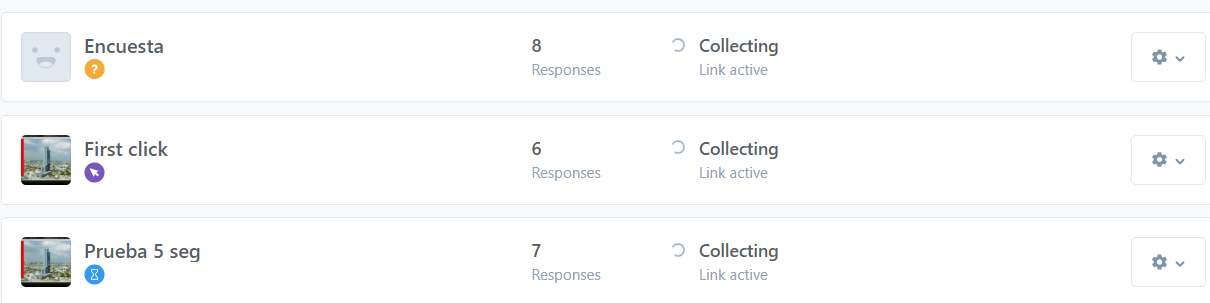 Encuesta
?
8
Responses
Collecting
Link active
First click
6
Responses
Collecting
Link active
Prueba 5 seg
7
Responses
Collecting
Link active